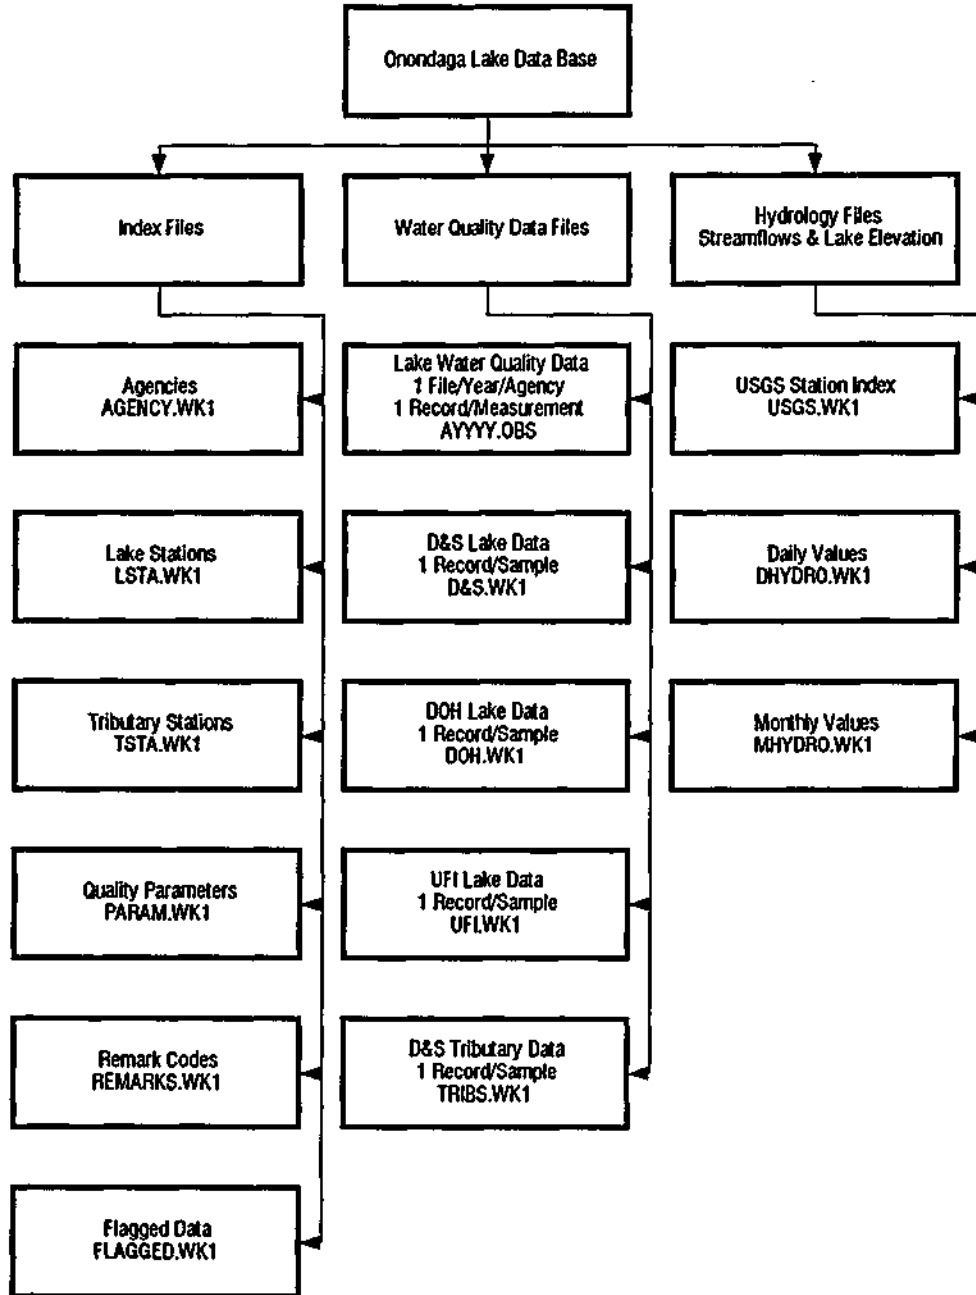 Onondaga Lake Data Base
Index Files
Water Quality Data Files
Hydrology Files
Streamflows & Lake Elevation
Agencies
AGENCY.WK1
Lake Water Quality Data
1 File/Year/Agency
1 Record/Measurement
AYYYY.OBS
USGS Station Index
USGS.WK1
Lake Stations
LSTA.WK1
D&S Lake Data
1 Record/Sample
D&S.WK1
Daily Values
DHYDRO.WK1
Tributary Stations
TSTA.WK1
DOH Lake Data
1 Record/Sample
DOH.WK1
Monthly Values
MHYDRO.WK1
Quality Parameters
PARAM.WK1
UFI Lake Data
1 Record/Sample
UFI.WK1
Remark Codes
REMARKS.WK1
D&S Tributary Data
1 Record/Sample
TRIBS.WK1
Flagged Data
FLAGGED.WK1